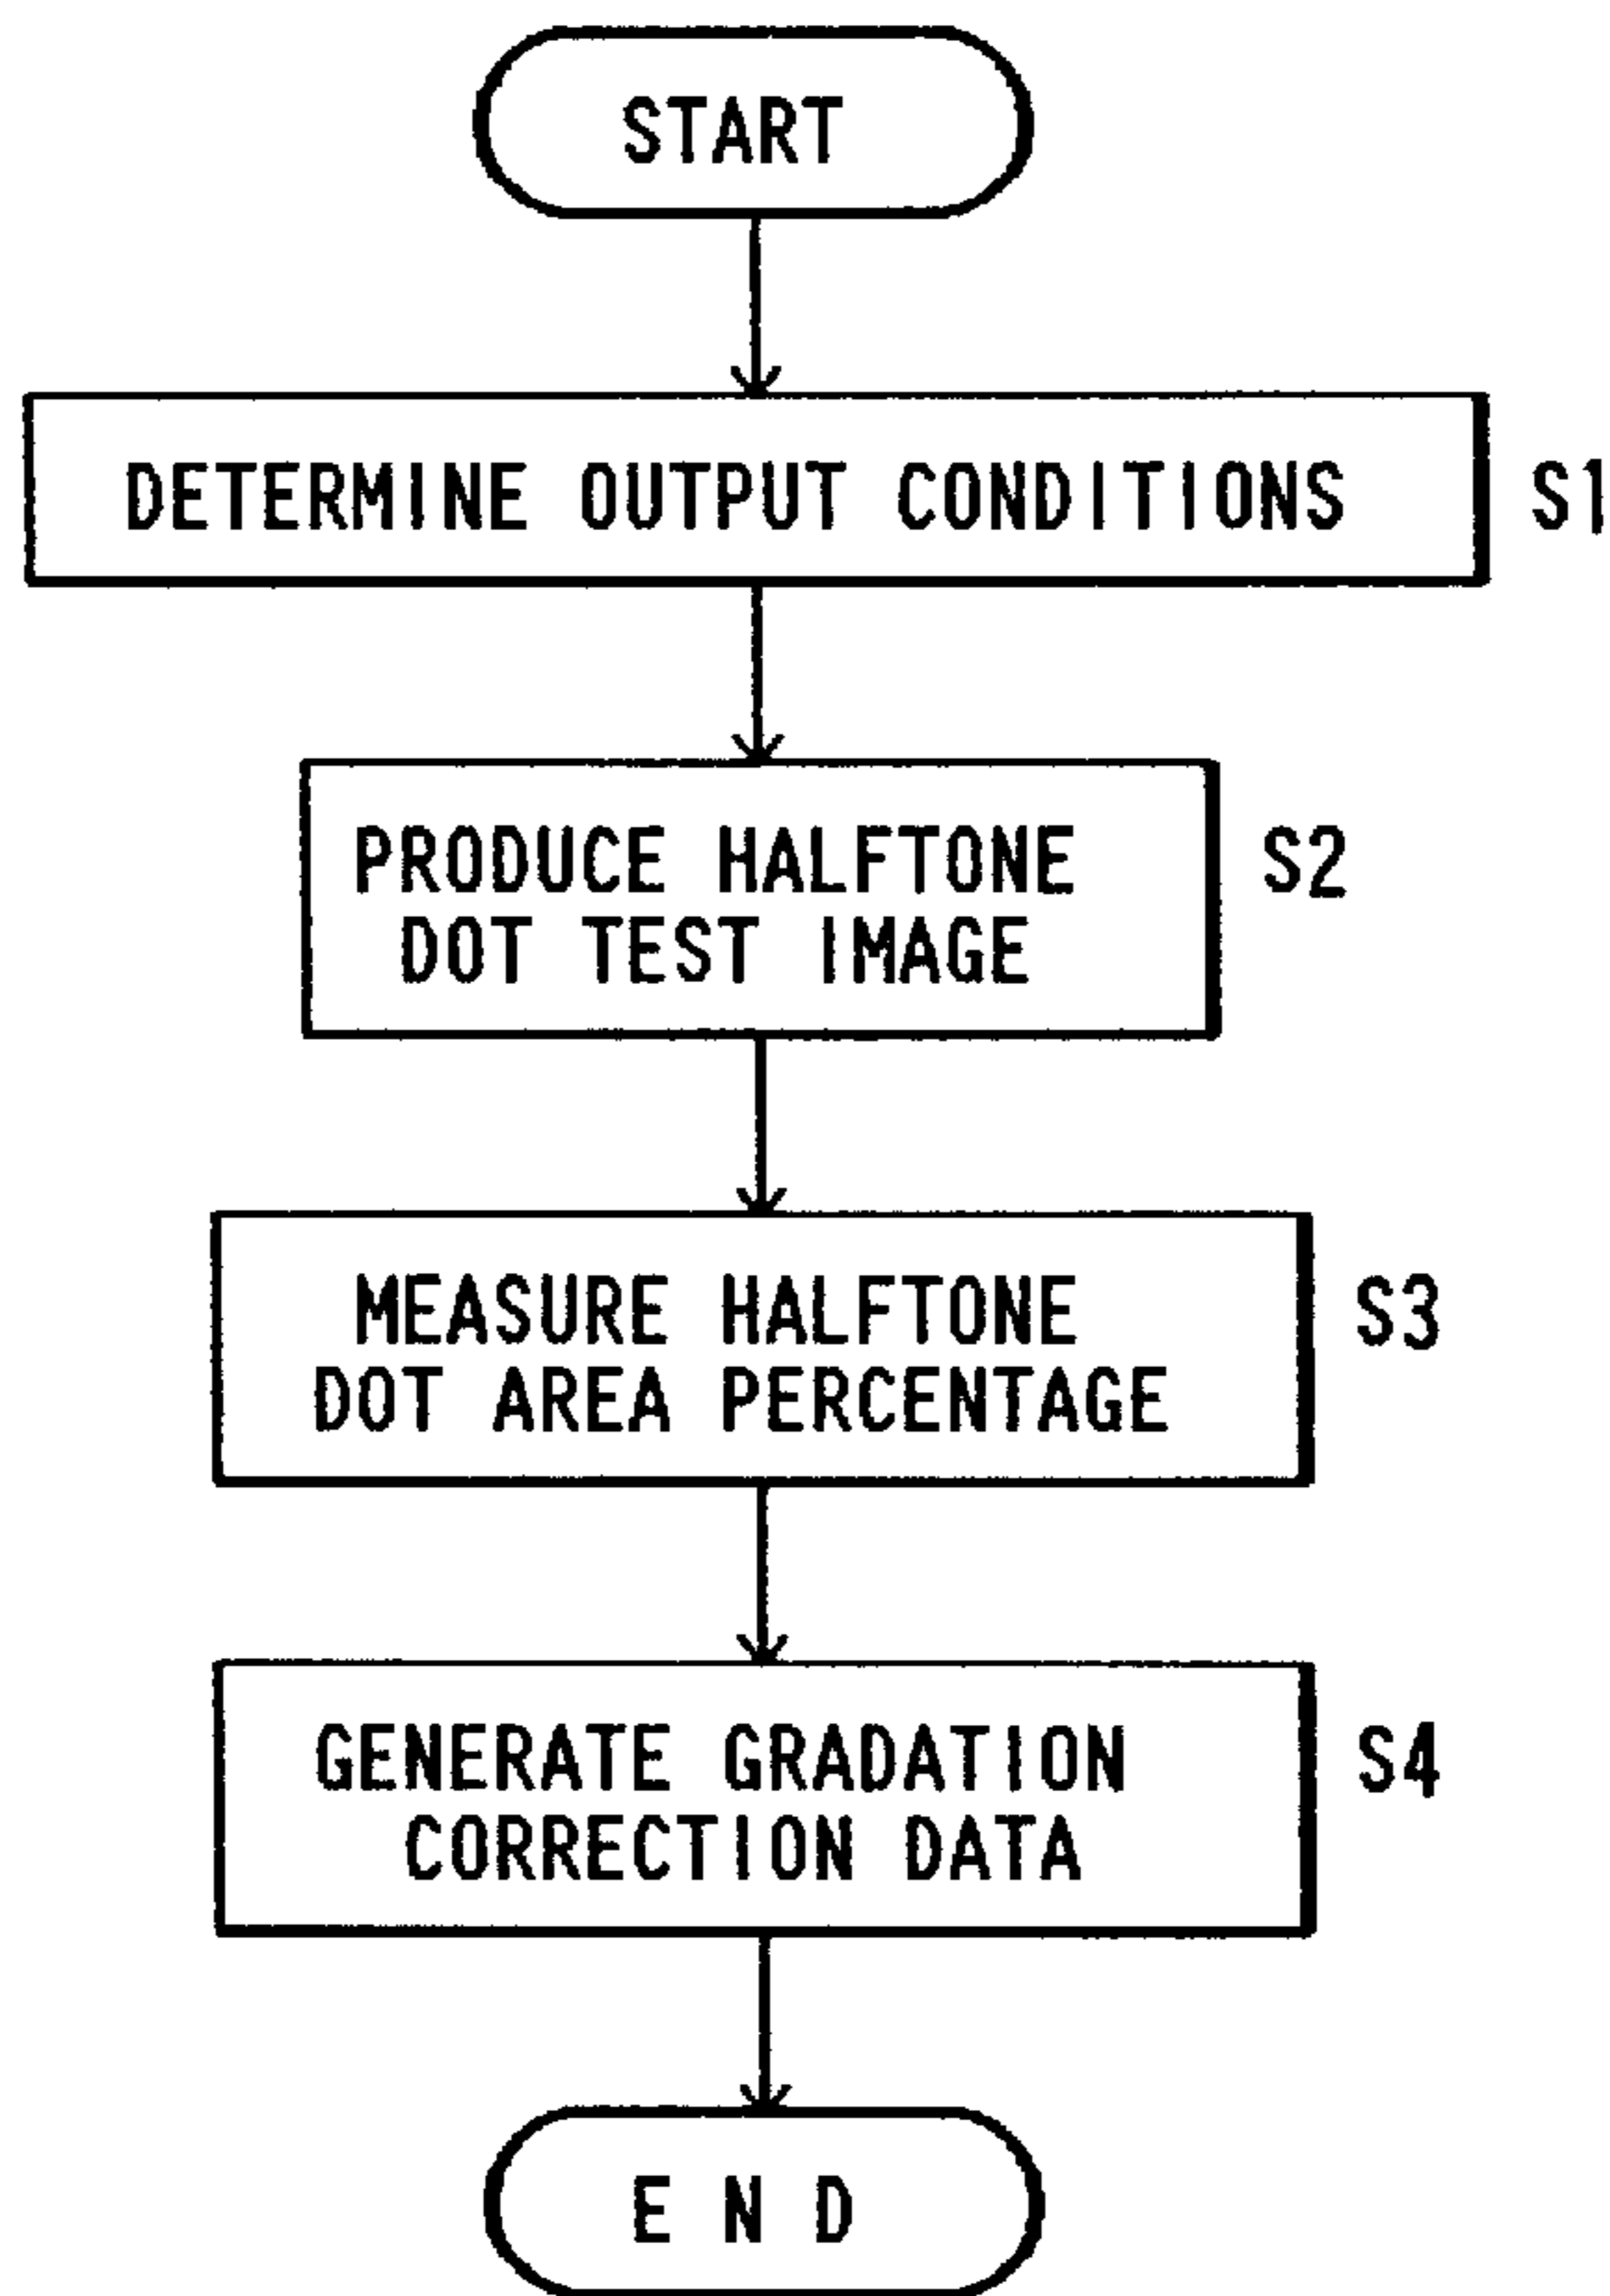 START
DETERMINE OUTPUT CONDITIONS S1
PRODUCE HALFTONE S2
DOT TEST IMAGE
MEASURE HALFTONE S3
DOT AREA PERCENTAGE
GENERATE GRADATION S4
CORRECTION DATA
END